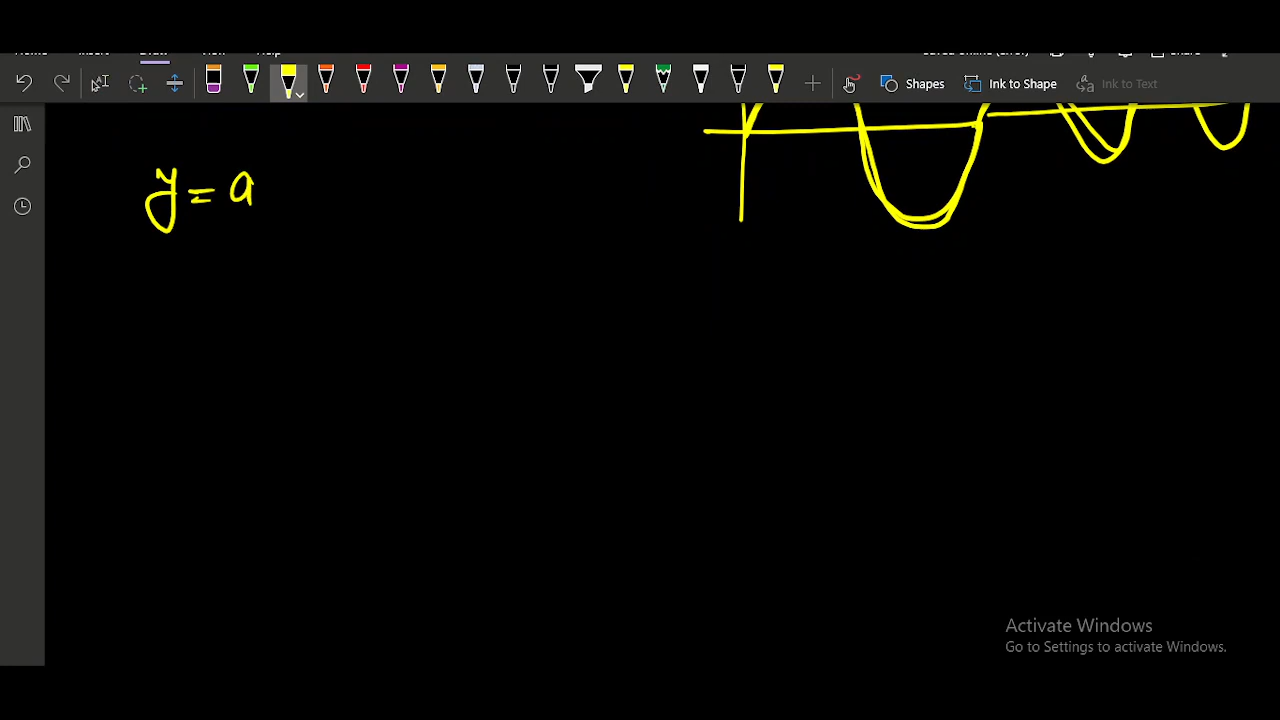 Shapes
Ink to Shape
Ink to Text
y = a
Activate Windows
Go to Settings to activate Windows.